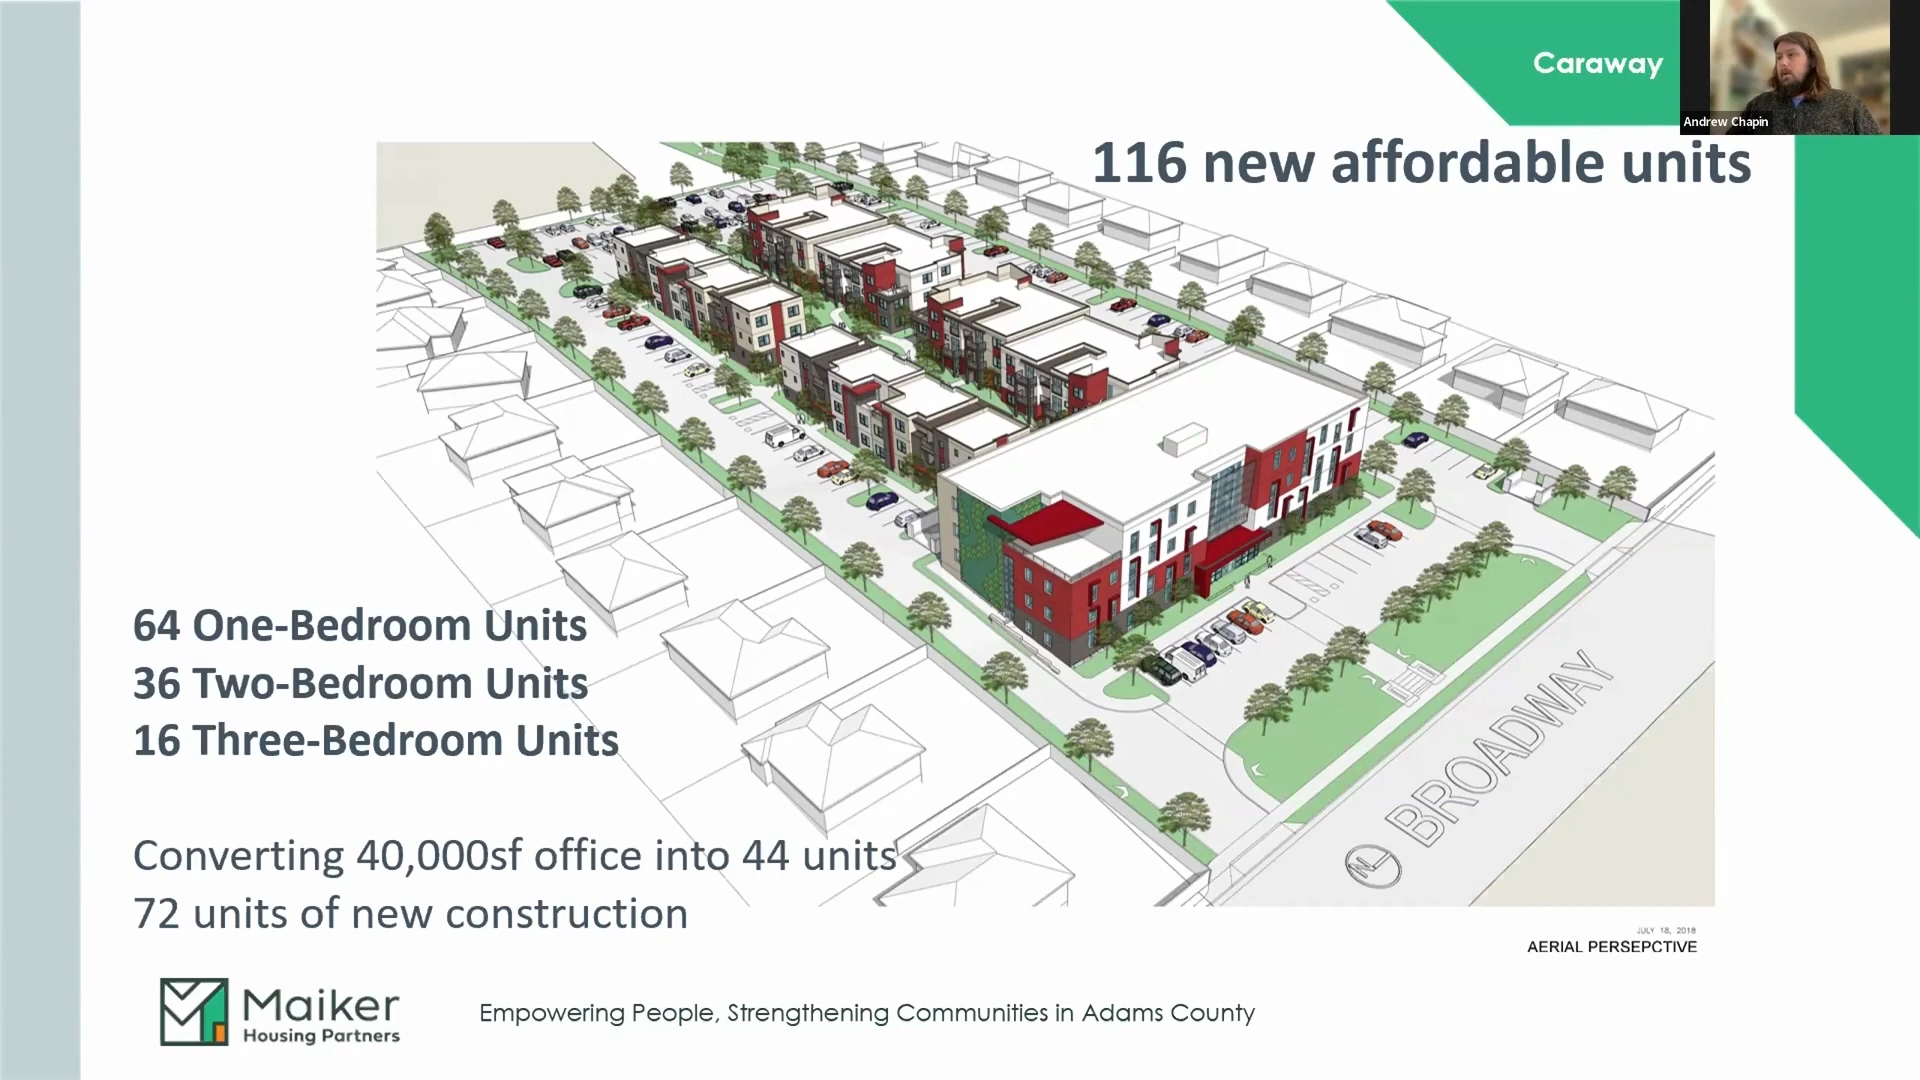 Caraway
Andrew Chapin
116 new affordable units
64 One-Bedroom Units
36 Two-Bedroom Units
16 Three-Bedroom Units
Converting 40,000sf office into 44 units
72 units of new construction
BROADWAY
N
JULY 18, 2018
AERIAL PERSEPCTIVE
Maiker
Housing Partners
Empowering People, Strengthening Communities in Adams County